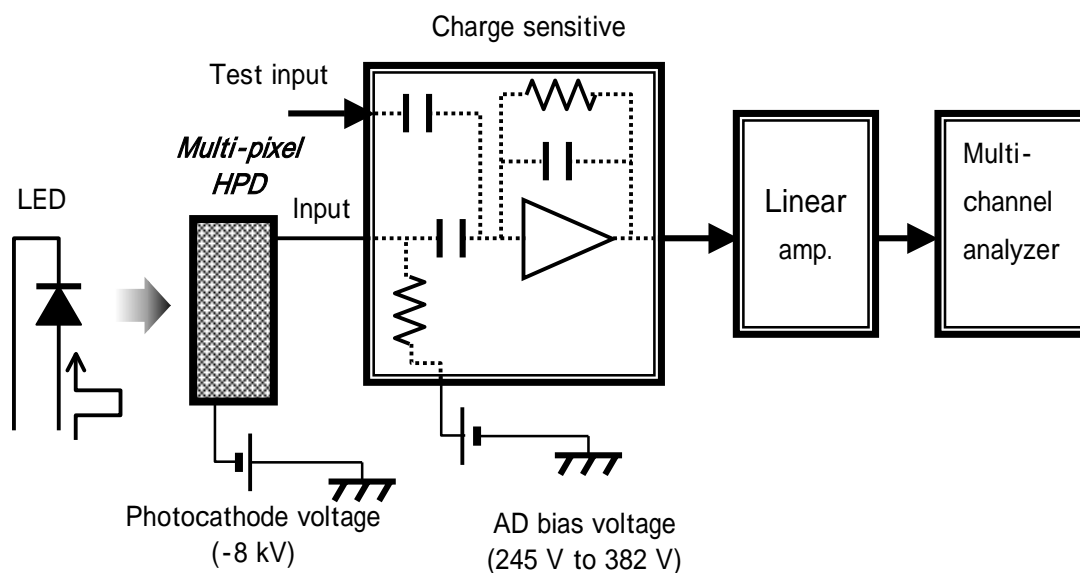 Charge sensitive
Test input
Multi-pixel
HPD
LED
Input
Linear
amp.
Multi-
channel
analyzer
Photocathode voltage
(-8 kV)
AD bias voltage
(245 V to 382 V)